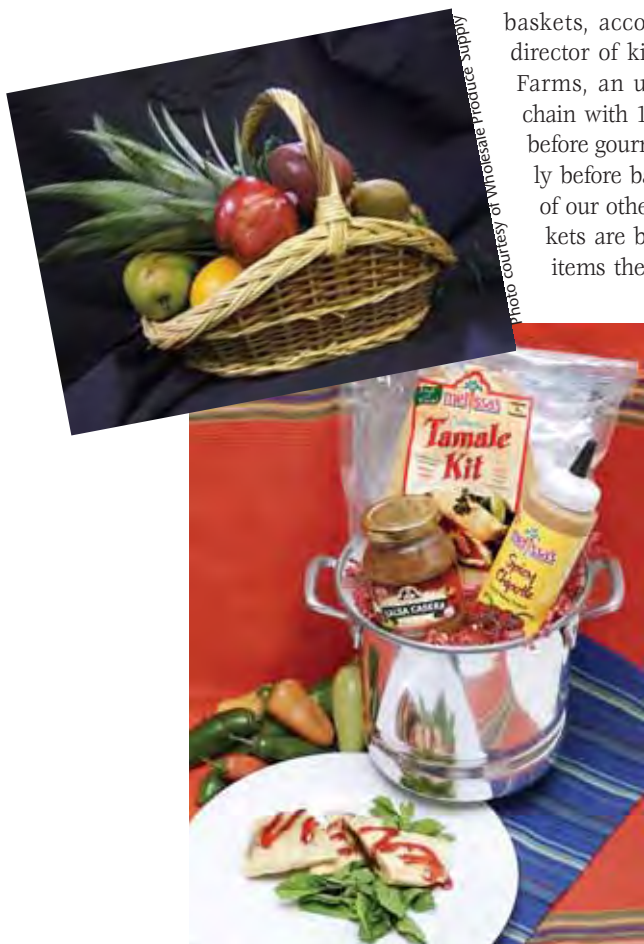 baskets, acco
director of ki
Farms, an u
chain with 1
before gourr
ly before ba
of our othe
kets are b
items the
Photo courtesy of Wholesale Produce Supply
melissa's
Tamale
Kit
melissa's
Spicy
Chipotle
SALSA CASERA